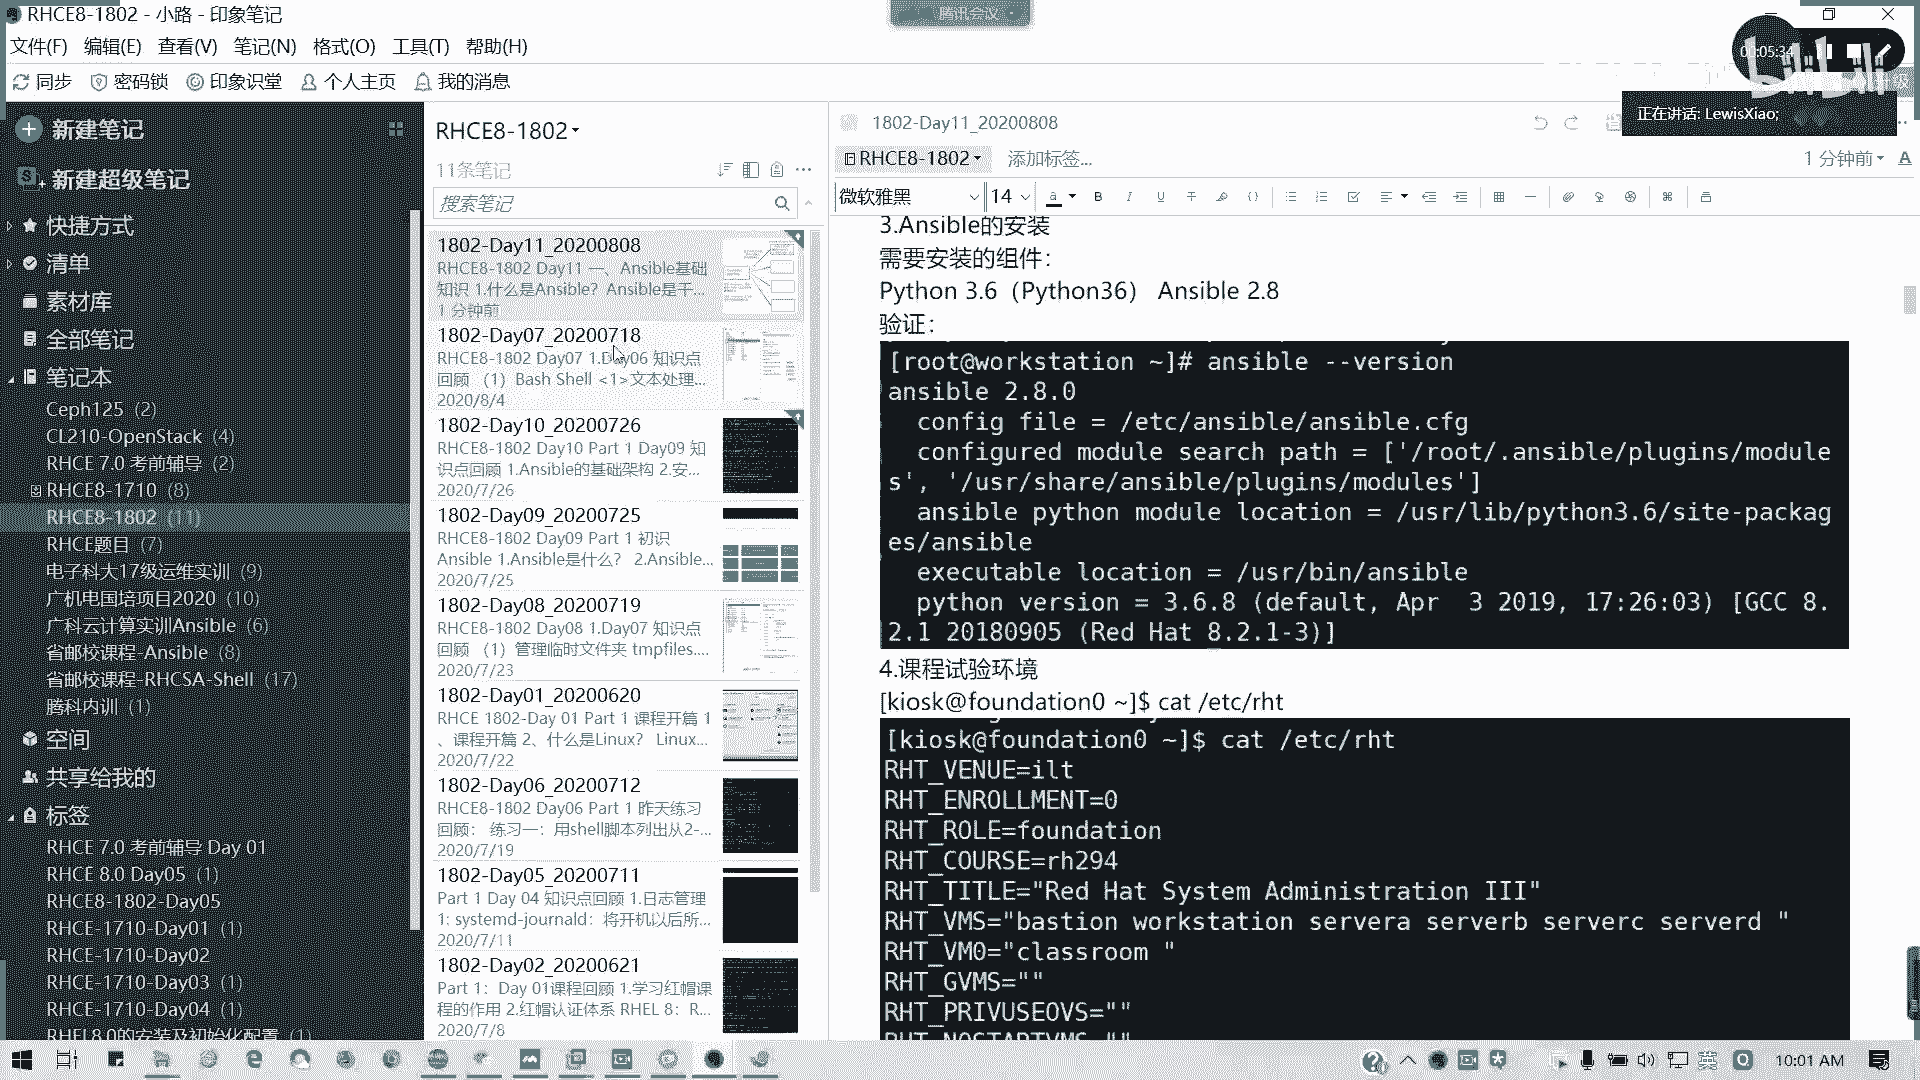 RHCE8-1802 - 小路 - 印象笔记
腾讯会议
文件(F) 编辑(E) 查看(V) 笔记(N) 格式(O) 工具(T) 帮助(H)
00:05:34
bilibili
同步 密码锁 印象识堂 个人主页 我的消息
正在讲话: LewisXiao;
新建笔记
新建超级笔记
快捷方式
清单
素材库
全部笔记
笔记本
Ceph125 (2)
CL210-OpenStack (4)
RHCE 7.0 考前辅导 (2)
RHCE8-1710 (8)
RHCE8-1802 (11)
RHCE题目 (7)
电子科大17级运维实训 (9)
广机电国培项目2020 (10)
广科云计算实训Ansible (6)
省邮校课程-Ansible (8)
省邮校课程-RHCSA-Shell (17)
腾科内训 (1)
空间
共享给我的
标签
RHCE 7.0 考前辅导 Day 01
RHCE 8.0 Day05 (1)
RHCE8-1802-Day05
RHCE-1710-Day01 (1)
RHCE-1710-Day02
RHCE-1710-Day03 (1)
RHCE-1710-Day04 (1)
RHEL8.0的安装及初始化配置 (1)
RHCE8-1802
11条笔记
搜索笔记
1802-Day11_20200808
RHCE8-1802 Day11 一、Ansible基础
知识 1.什么是Ansible? Ansible是干...
1 分钟前
1802-Day07_20200718
RHCE8-1802 Day07 1.Day06 知识点
回顾 （1）Bash Shell <1>文本处理...
2020/8/4
1802-Day10_20200726
RHCE8-1802 Day10 Part 1 Day09 知
识点回顾 1.Ansible的基础架构 2.安...
2020/7/26
1802-Day09_20200725
RHCE8-1802 Day09 Part 1 初识
Ansible 1.Ansible是什么? 2.Ansible...
2020/7/25
1802-Day08_20200719
RHCE8-1802 Day08 1.Day07 知识点
回顾 （1）管理临时文件夹 tmpfiles....
2020/7/23
1802-Day01_20200620
RHCE 1802-Day 01 Part 1 课程开篇 1
、课程开篇 2、什么是Linux? Linux...
2020/7/22
1802-Day06_20200712
RHCE8-1802 Day06 Part 1 昨天练习
回顾： 练习一：用shell脚本列出从2-...
2020/7/19
1802-Day05_20200711
Part 1 Day 04 知识点回顾 1.日志管理
1: systemd-journald：将开机以后所...
2020/7/11
1802-Day02_20200621
Part 1：Day 01课程回顾 1.学习红帽课
程的作用 2.红帽认证体系 RHEL 8：R...
2020/7/8
1802-Day11_20200808
RHCE8-1802 添加标签... 1 分钟前
微软雅黑 14
3.Ansible的安装
需要安装的组件：
Python 3.6（Python36） Ansible 2.8
验证：
[root@workstation ~]# ansible --version
ansible 2.8.0
config file = /etc/ansible/ansible.cfg
configured module search path = ['/root/.ansible/plugins/module
s', '/usr/share/ansible/plugins/modules']
ansible python module location = /usr/lib/python3.6/site-packag
es/ansible
executable location = /usr/bin/ansible
python version = 3.6.8 (default, Apr 3 2019, 17:26:03) [GCC 8.
2.1 20180905 (Red Hat 8.2.1-3)]
4.课程试验环境
[kiosk@foundation0 ~]$ cat /etc/rht
[kiosk@foundation0 ~]$ cat /etc/rht
RHT_VENUE=ilt
RHT_ENROLLMENT=0
RHT_ROLE=foundation
RHT_COURSE=rh294
RHT_TITLE="Red Hat System Administration III"
RHT_VMS="bastion workstation servera serverb serverc serverd "
RHT_VM0="classroom "
RHT_GVMS=""
RHT_PRIVUSEOVS=""
RHT_NOSTARTVMS=""
英 10:01 AM